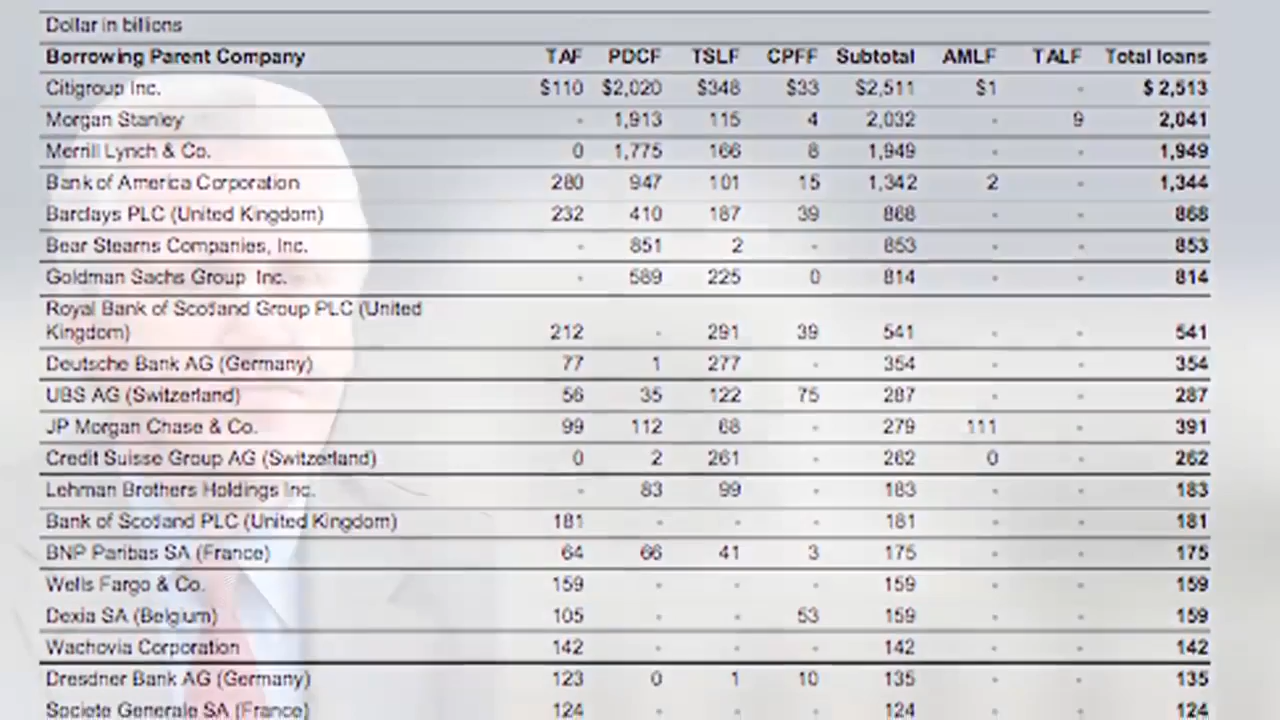 Dollar in billions
Borrowing Parent Company TAF PDCF TSLF CPFF Subtotal AMLF TALF Total loans
Citigroup Inc. $110 $2,020 $348 $33 $2,511 $1 - $ 2,513
Morgan Stanley - 1,913 115 4 2,032 - 9 2,041
Merrill Lynch & Co. 0 1,775 166 8 1,949 - - 1,949
Bank of America Corporation 280 947 101 15 1,342 2 - 1,344
Barclays PLC (United Kingdom) 232 410 187 39 868 - - 868
Bear Stearns Companies, Inc. - 851 2 - 853 - - 853
Goldman Sachs Group Inc. - 589 225 0 814 - - 814
Royal Bank of Scotland Group PLC (United
Kingdom) 212 - 291 39 541 - - 541
Deutsche Bank AG (Germany) 77 1 277 - 354 - - 354
UBS AG (Switzerland) 56 35 122 75 287 - - 287
JP Morgan Chase & Co. 99 112 68 - 279 111 - 391
Credit Suisse Group AG (Switzerland) 0 2 261 - 262 0 - 262
Lehman Brothers Holdings Inc. - 83 99 - 183 - - 183
Bank of Scotland PLC (United Kingdom) 181 - - - 181 - - 181
BNP Paribas SA (France) 64 66 41 3 175 - - 175
Wells Fargo & Co. 159 - - - 159 - - 159
Dexia SA (Belgium) 105 - - 53 159 - - 159
Wachovia Corporation 142 - - - 142 - - 142
Dresdner Bank AG (Germany) 123 0 1 10 135 - - 135
Societe Generale SA (France) 124 - - - 124 - - 124